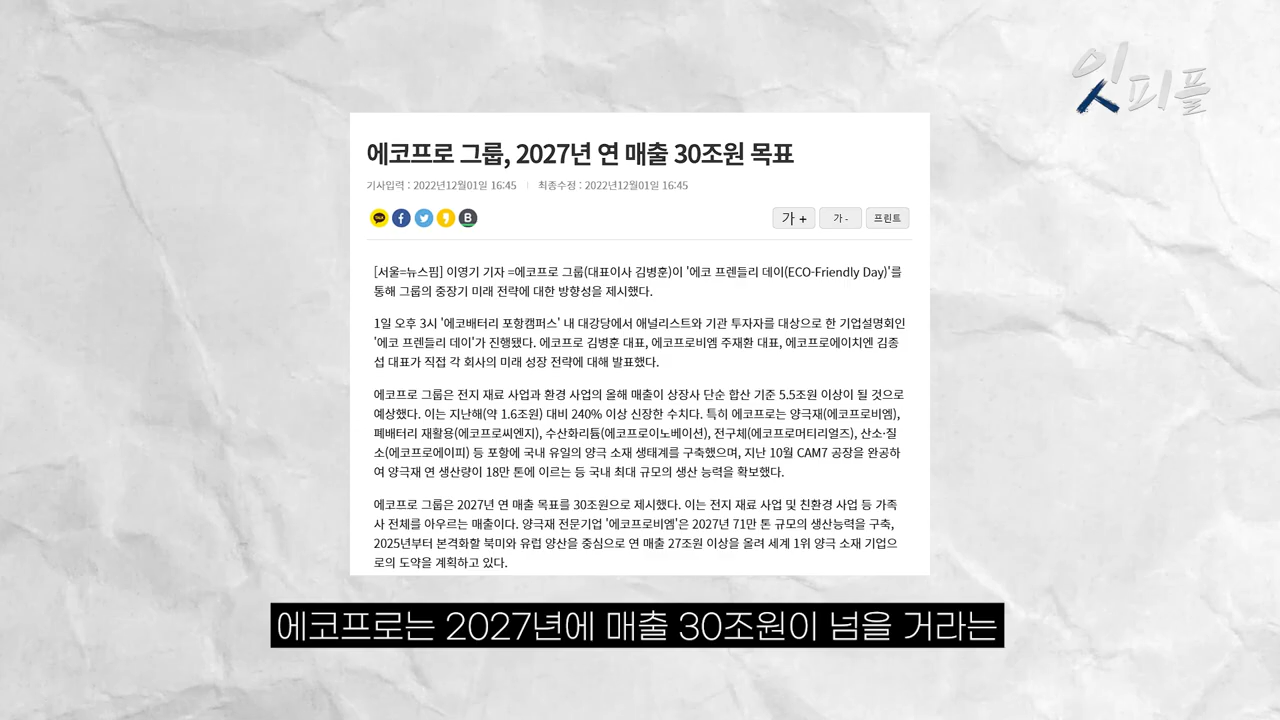 잇피플
에코프로 그룹, 2027년 연 매출 30조원 목표
기사입력 : 2022년12월01일 16:45 최종수정 : 2022년12월01일 16:45
TALK f B 가 + 가 - 프린트
[서울=뉴스핌] 이영기 기자 =에코프로 그룹(대표이사 김병훈)이 '에코 프렌들리 데이(ECO-Friendly Day)'를
통해 그룹의 중장기 미래 전략에 대한 방향성을 제시했다.
1일 오후 3시 '에코배터리 포항캠퍼스' 내 대강당에서 애널리스트와 기관 투자자를 대상으로 한 기업설명회인
'에코 프렌들리 데이'가 진행됐다. 에코프로 김병훈 대표, 에코프로비엠 주재환 대표, 에코프로에이치엔 김종
섭 대표가 직접 각 회사의 미래 성장 전략에 대해 발표했다.
에코프로 그룹은 전지 재료 사업과 환경 사업의 올해 매출이 상장사 단순 합산 기준 5.5조원 이상이 될 것으로
예상했다. 이는 지난해(약 1.6조원) 대비 240% 이상 신장한 수치다. 특히 에코프로는 양극재(에코프로비엠),
폐배터리 재활용(에코프로씨엔지), 수산화리튬(에코프로이노베이션), 전구체(에코프로머티리얼즈), 산소·질
소(에코프로에이피) 등 포항에 국내 유일의 양극 소재 생태계를 구축했으며, 지난 10월 CAM7 공장을 완공하
여 양극재 연 생산량이 18만 톤에 이르는 등 국내 최대 규모의 생산 능력을 확보했다.
에코프로 그룹은 2027년 연 매출 목표를 30조원으로 제시했다. 이는 전지 재료 사업 및 친환경 사업 등 가족
사 전체를 아우르는 매출이다. 양극재 전문기업 '에코프로비엠'은 2027년 71만 톤 규모의 생산능력을 구축,
2025년부터 본격화할 북미와 유럽 양산을 중심으로 연 매출 27조원 이상을 올려 세계 1위 양극 소재 기업으
로의 도약을 계획하고 있다.
에코프로는 2027년에 매출 30조원이 넘을 거라는